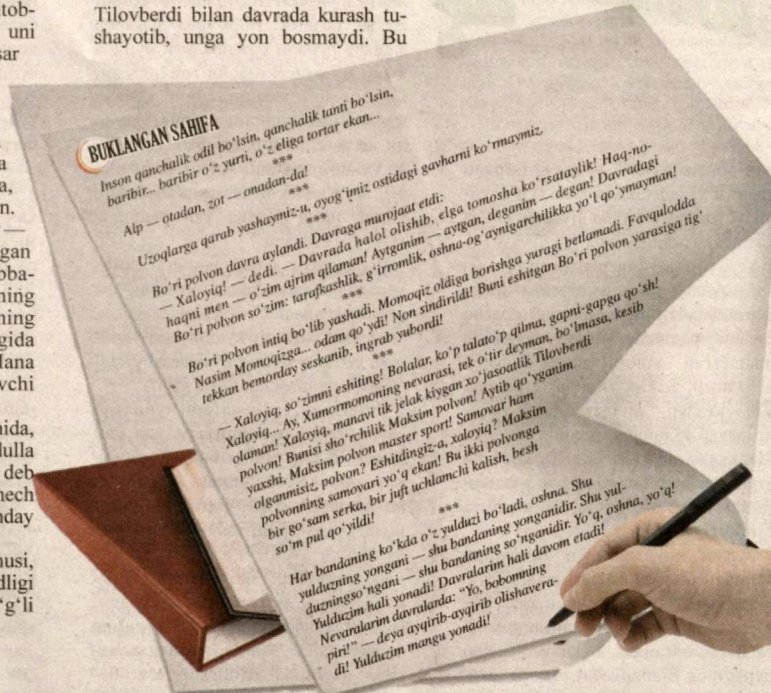 Tilovberdi bilan davrada kurash tu-
shayotib, unga yon bosmaydi. Bu
BUKLANGAN SAHIFA
Inson qanchalik odil bo‘lsin, qanchalik tanti bo‘lsin,
baribir... baribir o‘z yurti, o‘z eliga tortar ekan...
***
Alp — otadan, zot — onadan-da!
***
Uzoqlarga qarab yashaymiz-u, oyog‘imiz ostidagi gavharni ko‘rmaymiz.
***
Bo‘ri polvon davra aylandi. Davraga murojaat etdi:
— Xaloyiq! — dedi. — Davrada halol olishib, elga tomosha ko‘rsataylik! Haq-no-
haqni men — o‘zim ajrim qilaman! Aytganim — aytgan, deganim — degan! Davradagi
Bo‘ri polvon so‘zim: tarafkashlik, g‘irromlik, oshna-og‘aynigarchilikka yo‘l qo‘ymayman!
***
Bo‘ri polvon intiq bo‘lib yashadi. Momoqiz oldiga borishga yuragi betlamadi. Favqulodda
Nasim Momoqizga... odam qo‘ydi! Non sindirildi! Buni eshitgan Bo‘ri polvon yarasiga tig‘
tekkan bemorday seskanib, ingrab yubordi!
***
— Xaloyiq, so‘zimni eshiting! Bolalar, ko‘p talato‘p qilma, gapni-gapga qo‘sh!
Xaloyiq... Ay, Xumormomoning nevarasi, tek o‘tir deyman, bo‘lmasa, kesib
olaman! Xaloyiq, manavi tik jelak kiygan xo‘jasoatlik Tilovberdi
polvon! Bunisi sho‘rchilik Maksim polvon! Aytib qo‘yganim
yaxshi, Maksim polvon master sport! Samovar ham
olganmisiz, polvon? Eshitdingiz-a, xaloyiq? Maksim
polvonning samovari yo‘q ekan! Bu ikki polvonga
bir go‘sam serka, bir juft uchlamchi kalish, besh
so‘m pul qo‘yildi!
***
Har bandaning ko‘kda o‘z yulduzi bo‘ladi, oshna. Shu
yulduzning yongani — shu bandaning yonganidir. Shu yul-
duzningso‘ngani — shu bandaning so‘nganidir. Yo‘q, oshna, yo‘q!
Yulduzim hali yonadi! Davralarim hali davom etadi!
Nevaralarim davralarda: “Yo, bobomning
piri!” — deya ayqirib-ayqirib olishavera-
di! Yulduzim mangu yonadi!